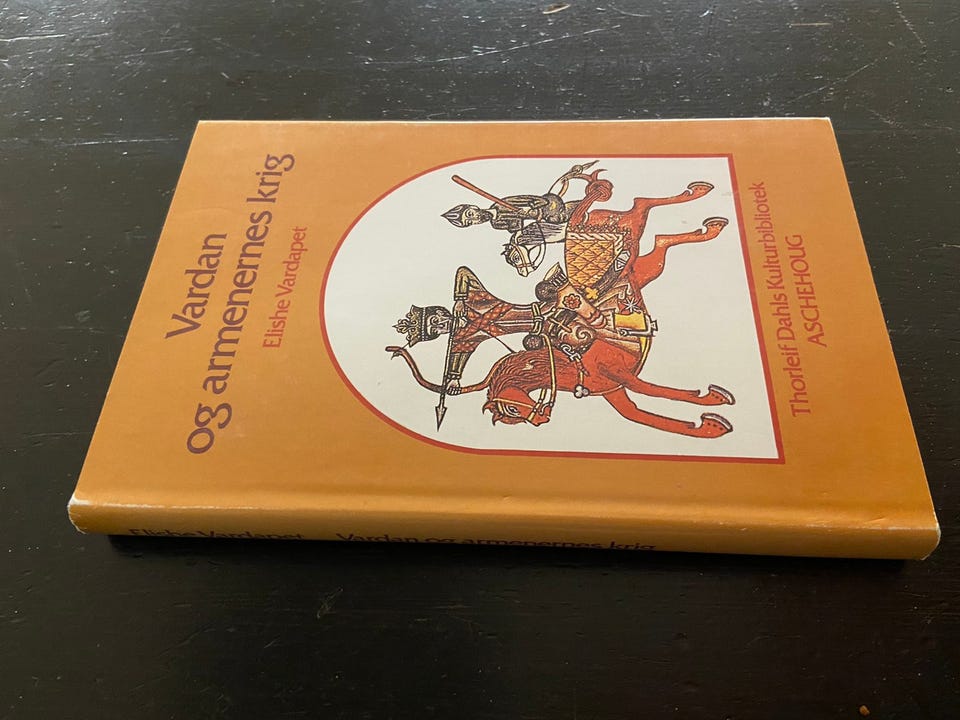 Vardan
og armenernes krig
Elishe Vardapet
Thorleif Dahls Kulturbibliotek
ASCHEHOUG
Elishe Vardapet Vardan og armenernes krig